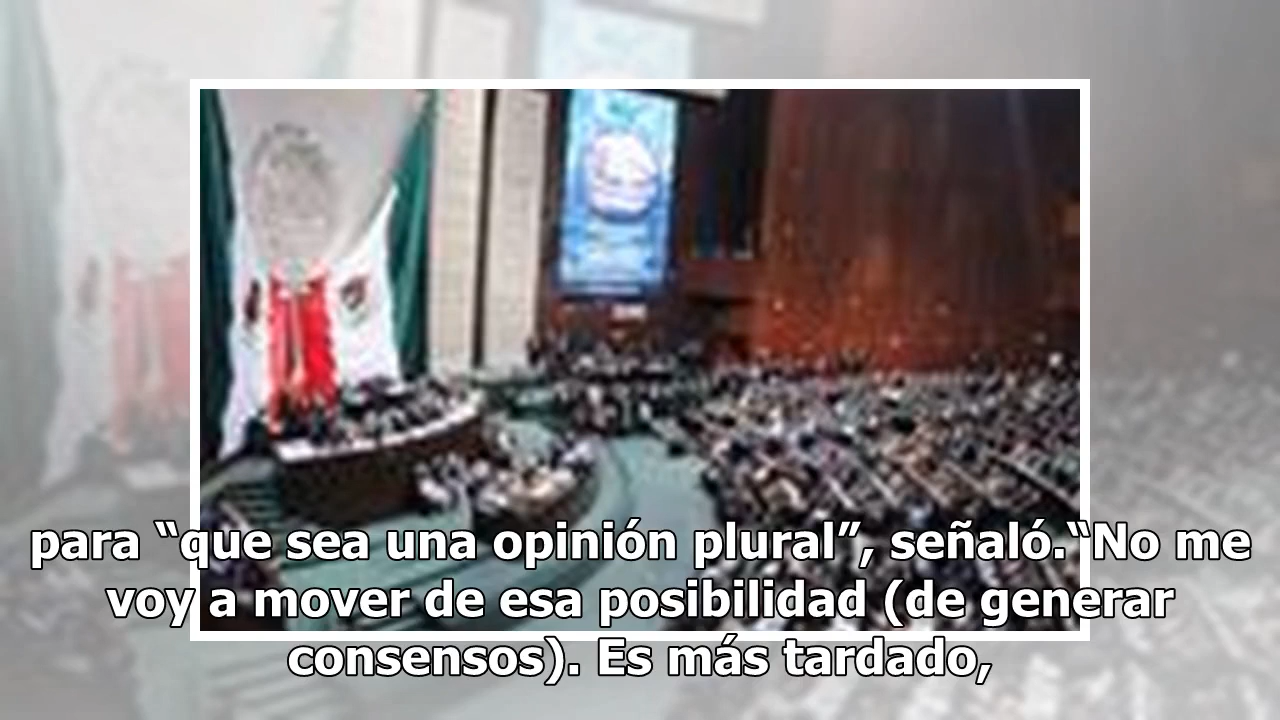 para “que sea una opinión plural”, señaló.“No me
voy a mover de esa posibilidad (de generar
consensos). Es más tardado,